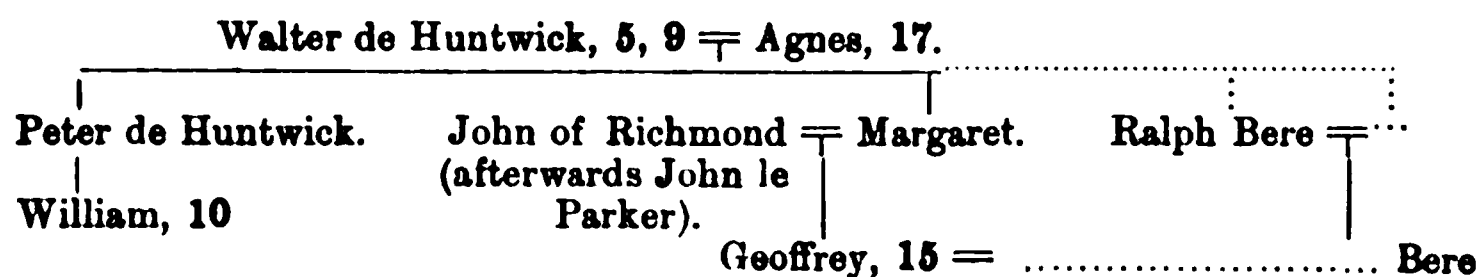 Walter de Huntwick, 5, 9 = Agnes, 17.
Peter de Huntwick. John of Richmond = Margaret. Ralph Bere = ...
(afterwards John le
William, 10 Parker).
Geoffrey, 15 = .................... Bere